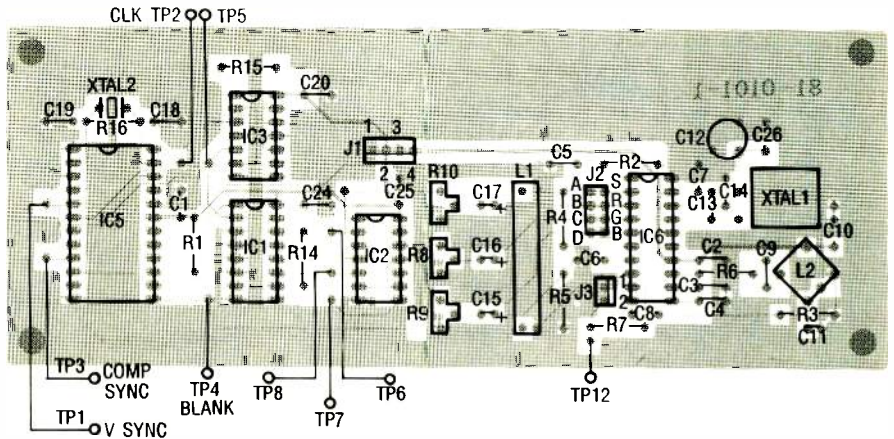 CLK TP2 TP5
XTAL2
R15
C20
C19
C18
R16
IC3
1 3
J1
2 4
81-0101-1
C12
C26
C5
R2
IC5
C1
R1
IC1
C24
R14
C25
IC2
R10
C17
L1
R8
C16
R9
C15
R4
R5
J2
A S
B R
C G
D B
IC6
C6
J3
1
2
R7
C8
C7
C13
C14
XTAL1
C10
C2
C3
C4
R6
C9
L2
R3
C11
TP3 COMP
SYNC
TP1 V SYNC
TP4
BLANK
TP8
TP7
TP6
TP12